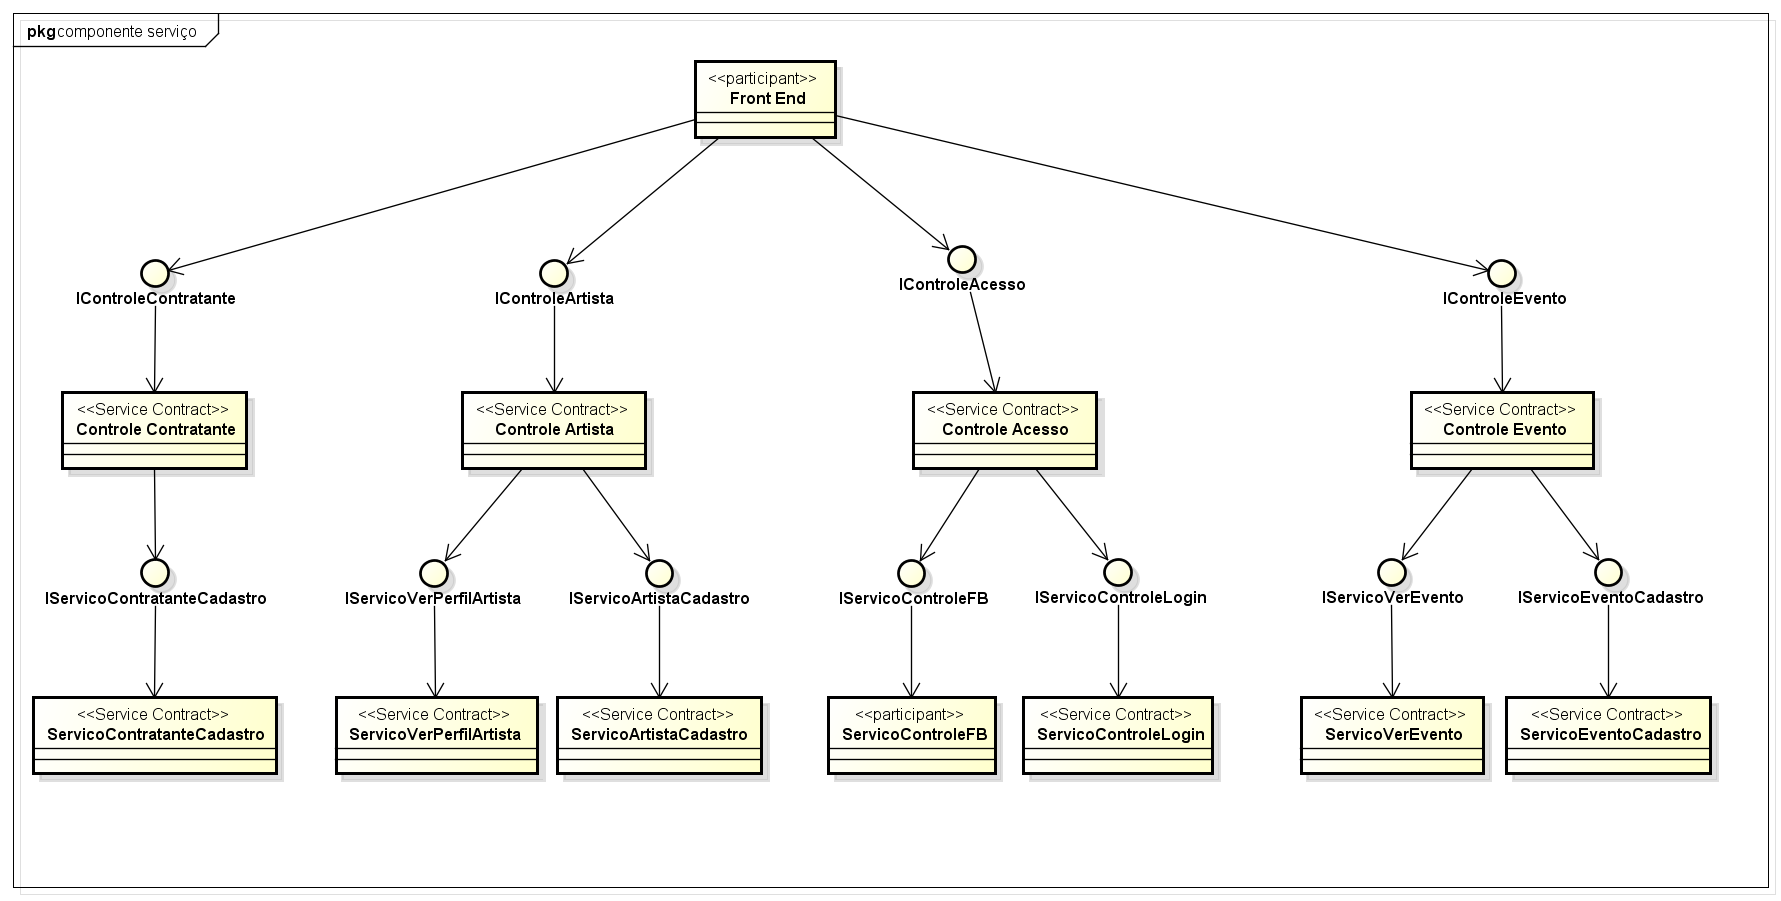 pkg componente serviço
<<participant>>
Front End
IControleContratante
IControleArtista
IControleAcesso
IControleEvento
<<Service Contract>>
Controle Contratante
<<Service Contract>>
Controle Artista
<<Service Contract>>
Controle Acesso
<<Service Contract>>
Controle Evento
IServicoContratanteCadastro
IServicoVerPerfilArtista
IServicoArtistaCadastro
IServicoControleFB
IServicoControleLogin
IServicoVerEvento
IServicoEventoCadastro
<<Service Contract>>
ServicoContratanteCadastro
<<Service Contract>>
ServicoVerPerfilArtista
<<Service Contract>>
ServicoArtistaCadastro
<<participant>>
ServicoControleFB
<<Service Contract>>
ServicoControleLogin
<<Service Contract>>
ServicoVerEvento
<<Service Contract>>
ServicoEventoCadastro